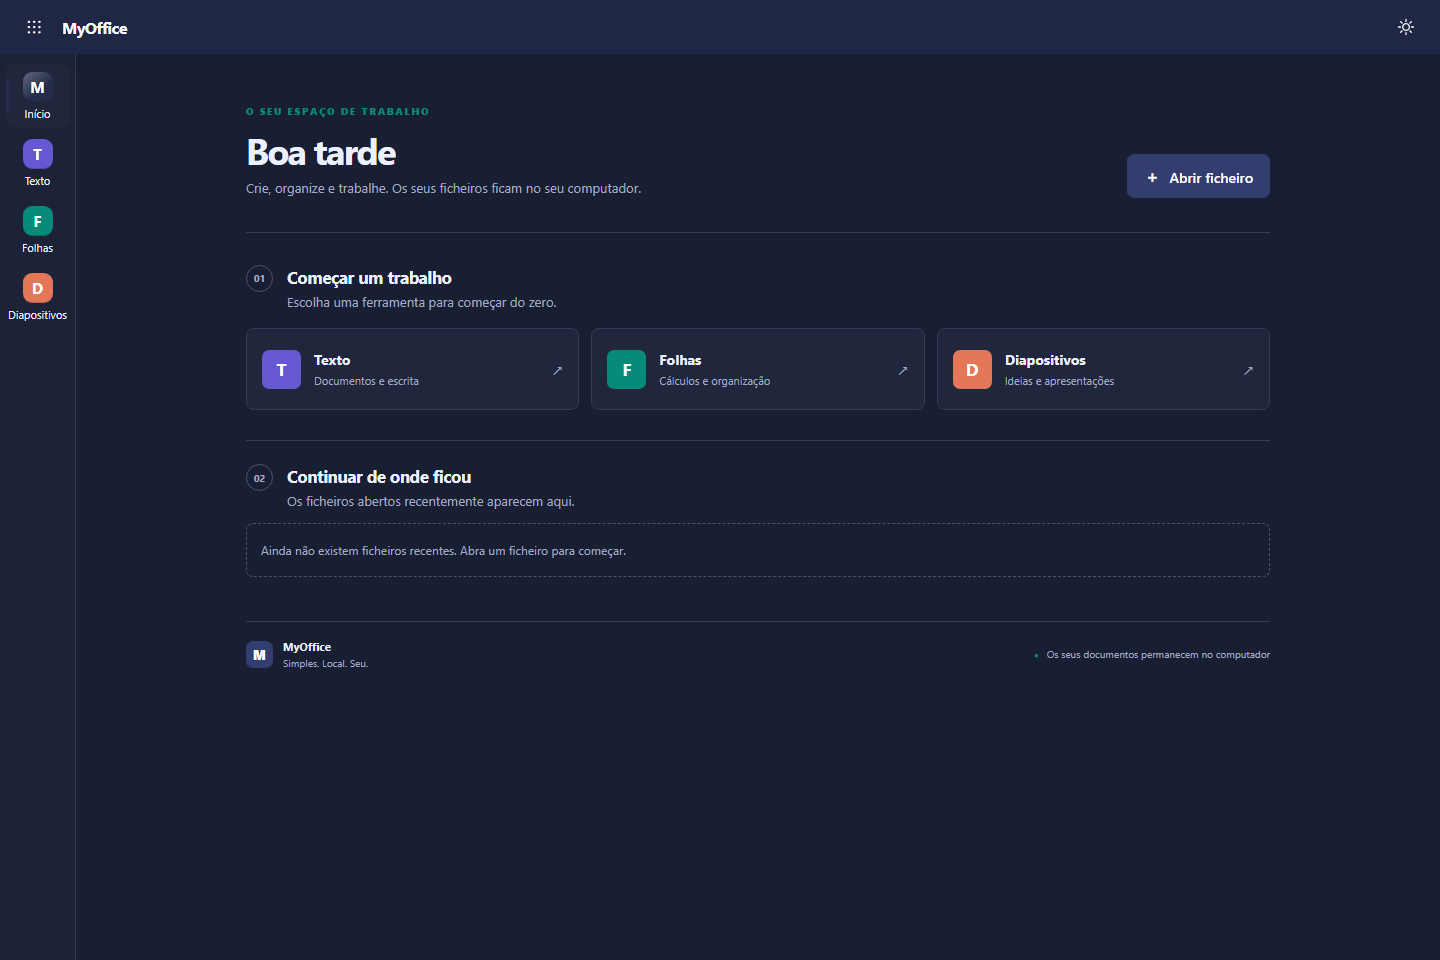 MyOffice
M
Início
T
Texto
F
Folhas
D
Diapositivos
O SEU ESPAÇO DE TRABALHO
Boa tarde
Crie, organize e trabalhe. Os seus ficheiros ficam no seu computador.
+ Abrir ficheiro
01 Começar um trabalho
Escolha uma ferramenta para começar do zero.
T
Texto
Documentos e escrita
↗
F
Folhas
Cálculos e organização
↗
D
Diapositivos
Ideias e apresentações
↗
02 Continuar de onde ficou
Os ficheiros abertos recentemente aparecem aqui.
Ainda não existem ficheiros recentes. Abra um ficheiro para começar.
M
MyOffice
Simples. Local. Seu.
Os seus documentos permanecem no computador